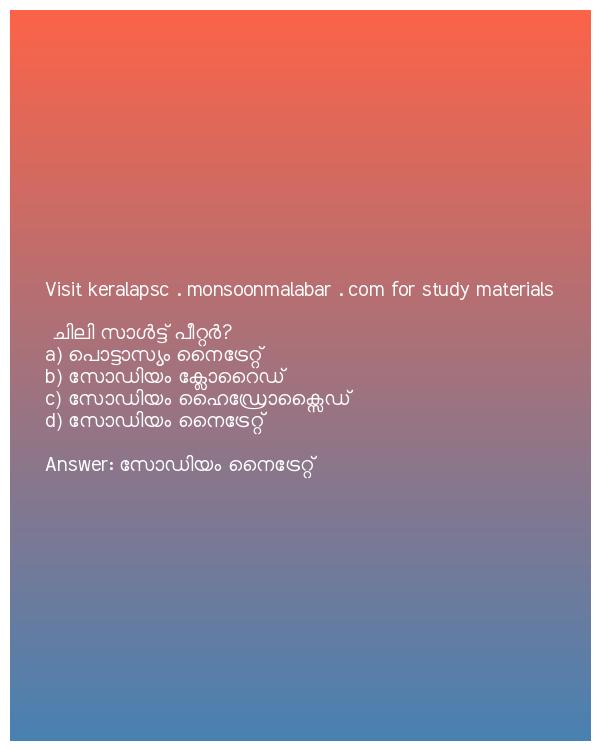 Visit keralapsc . monsoonmalabar . com for study materials
ചിലി സാൾട്ട് പീറ്റർ?
a) പൊട്ടാസ്യം നൈട്രേറ്റ്
b) സോഡിയം ക്ലോറൈഡ്
c) സോഡിയം ഹൈഡ്രോക്സൈഡ്
d) സോഡിയം നൈട്രേറ്റ്
Answer: സോഡിയം നൈട്രേറ്റ്